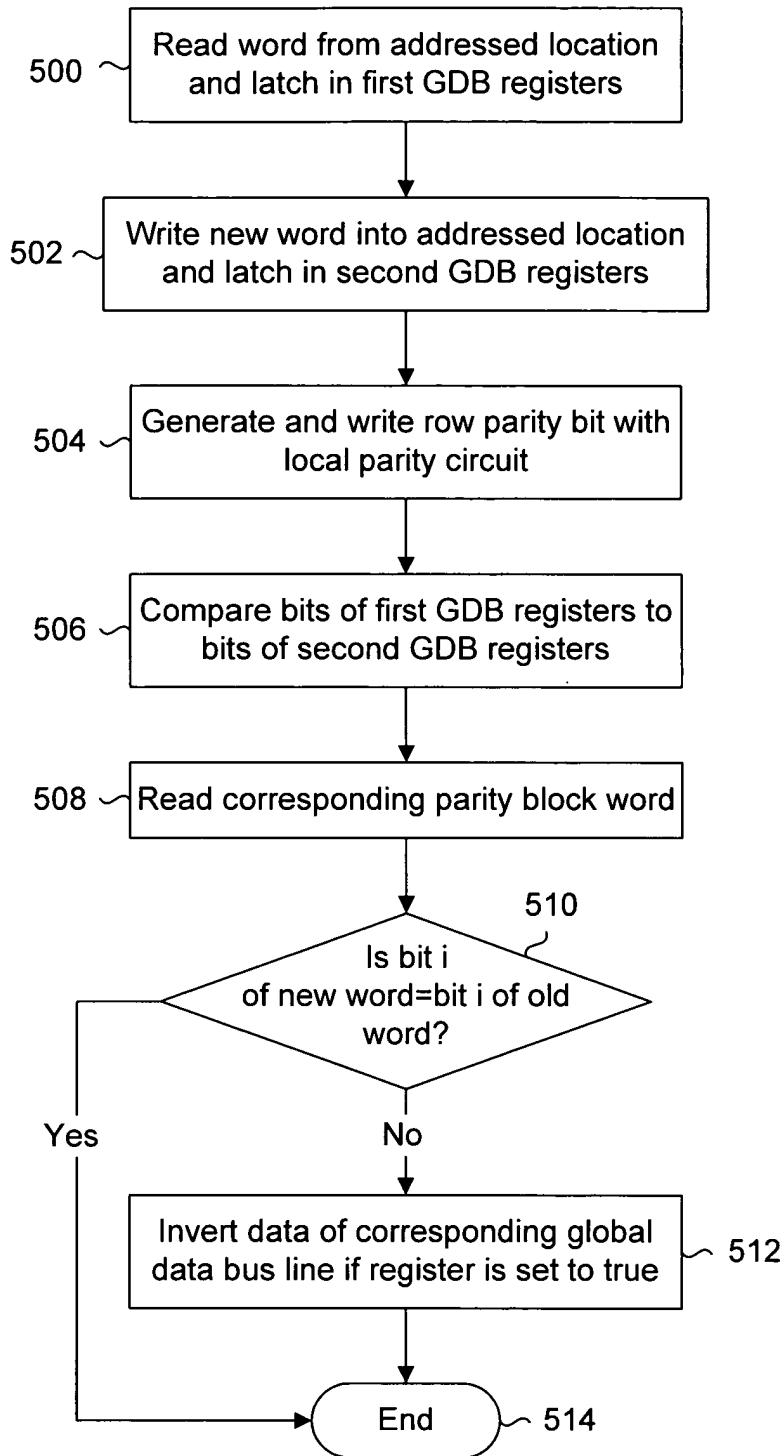 500
Read word from addressed location
and latch in first GDB registers
502
Write new word into addressed location
and latch in second GDB registers
504
Generate and write row parity bit with
local parity circuit
506
Compare bits of first GDB registers to
bits of second GDB registers
508
Read corresponding parity block word
510
Is bit i
of new word=bit i of old
word?
Yes
No
Invert data of corresponding global
data bus line if register is set to true
512
End
514